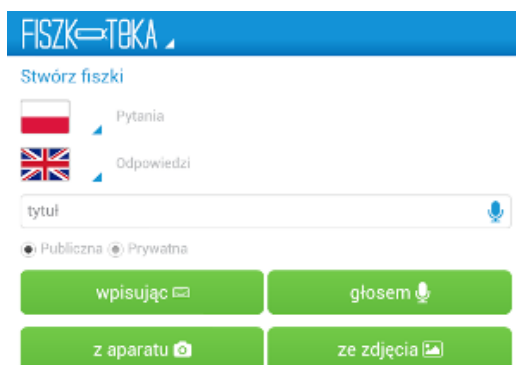 FISZKOTEKA
Stwórz fiszki
Pytania
Odpowiedzi
tytuł
Publiczna Prywatna
wpisując głosem
z aparatu ze zdjęcia